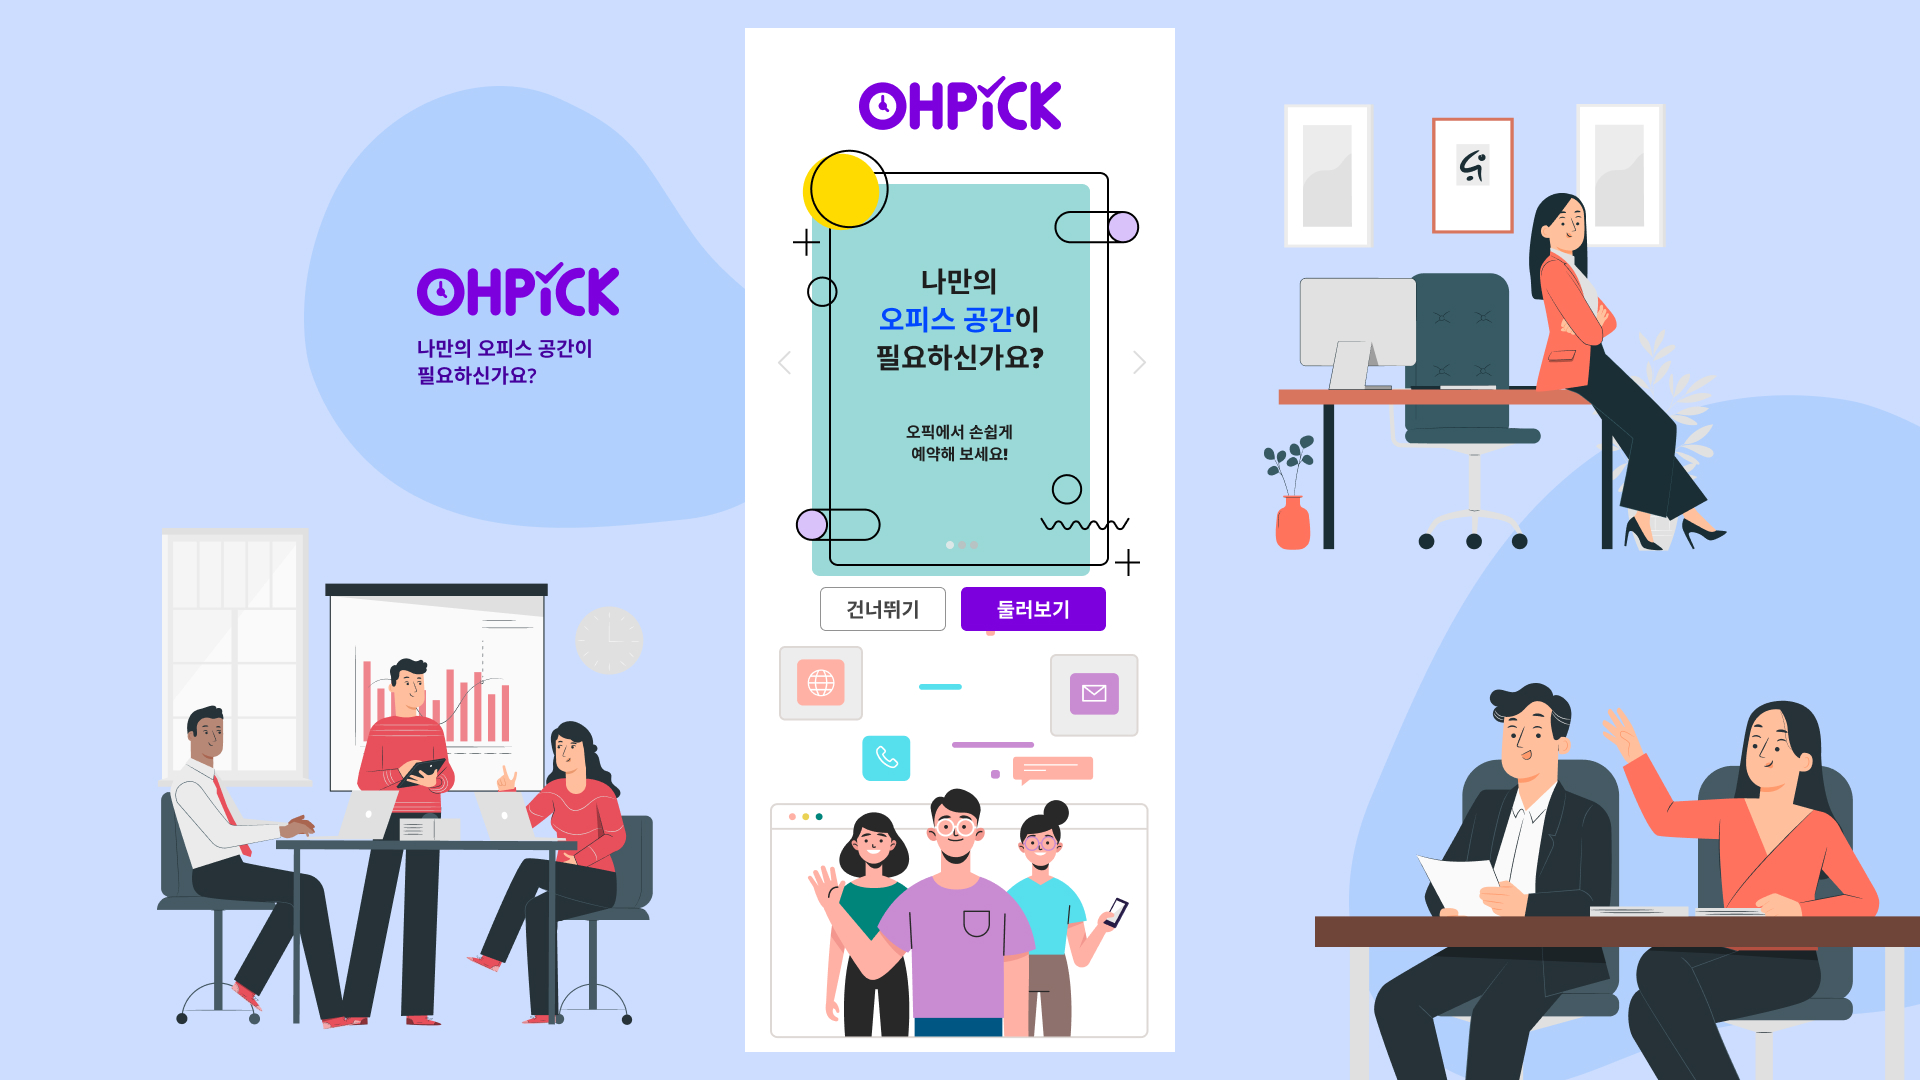 OHPiCK
나만의 오피스 공간이
필요하신가요?
OHPiCK
나만의
오피스 공간이
필요하신가요?
오픽에서 손쉽게
예약해 보세요!
건너뛰기
둘러보기